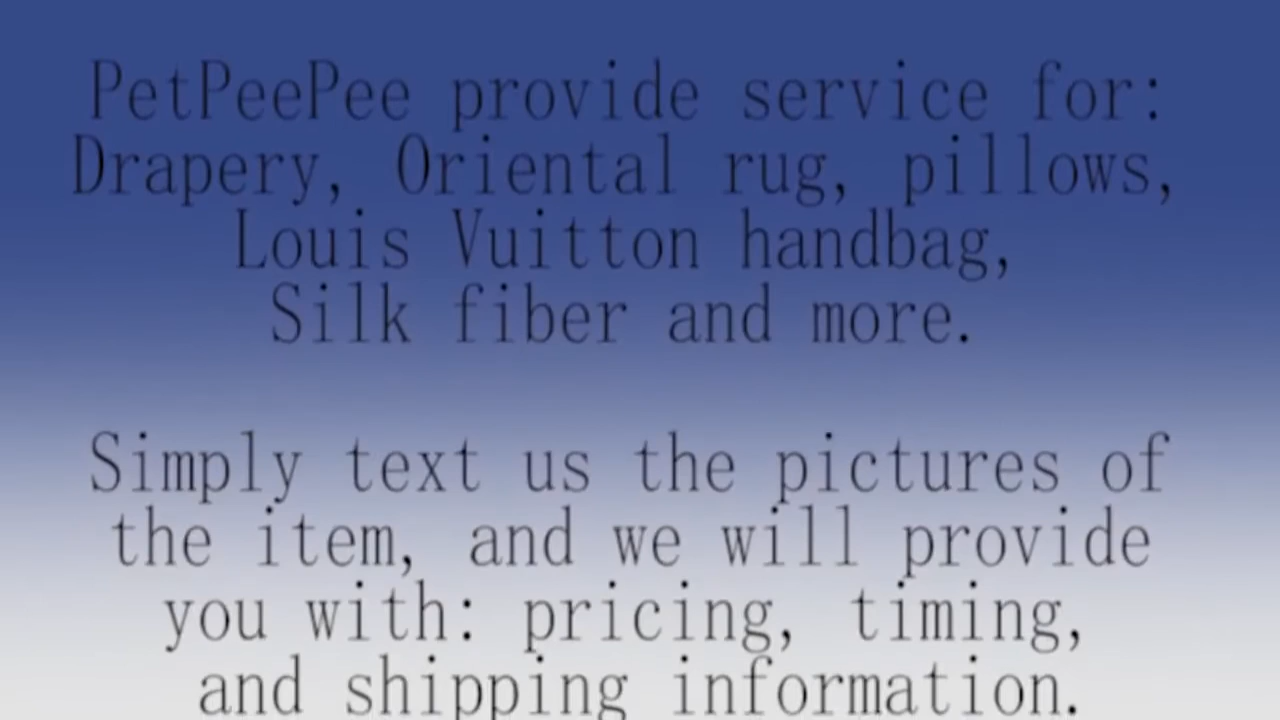 PetPeePee provide service for:
Drapery, Oriental rug, pillows,
Louis Vuitton handbag,
Silk fiber and more.
Simply text us the pictures of
the item, and we will provide
you with: pricing, timing,
and shipping information.